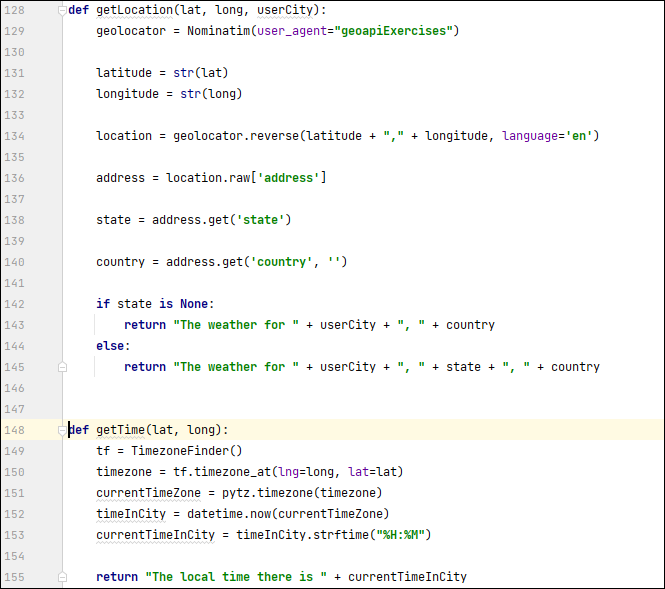 128 def getLocation(lat, long, userCity):
129     geolocator = Nominatim(user_agent="geoapiExercises")
130
131     latitude = str(lat)
132     longitude = str(long)
133
134     location = geolocator.reverse(latitude + "," + longitude, language='en')
135
136     address = location.raw['address']
137
138     state = address.get('state')
139
140     country = address.get('country', '')
141
142     if state is None:
143         return "The weather for " + userCity + ", " + country
144     else:
145         return "The weather for " + userCity + ", " + state + ", " + country
146
147
148 def getTime(lat, long):
149     tf = TimezoneFinder()
150     timezone = tf.timezone_at(lng=long, lat=lat)
151     currentTimeZone = pytz.timezone(timezone)
152     timeInCity = datetime.now(currentTimeZone)
153     currentTimeInCity = timeInCity.strftime("%H:%M")
154
155     return "The local time there is " + currentTimeInCity